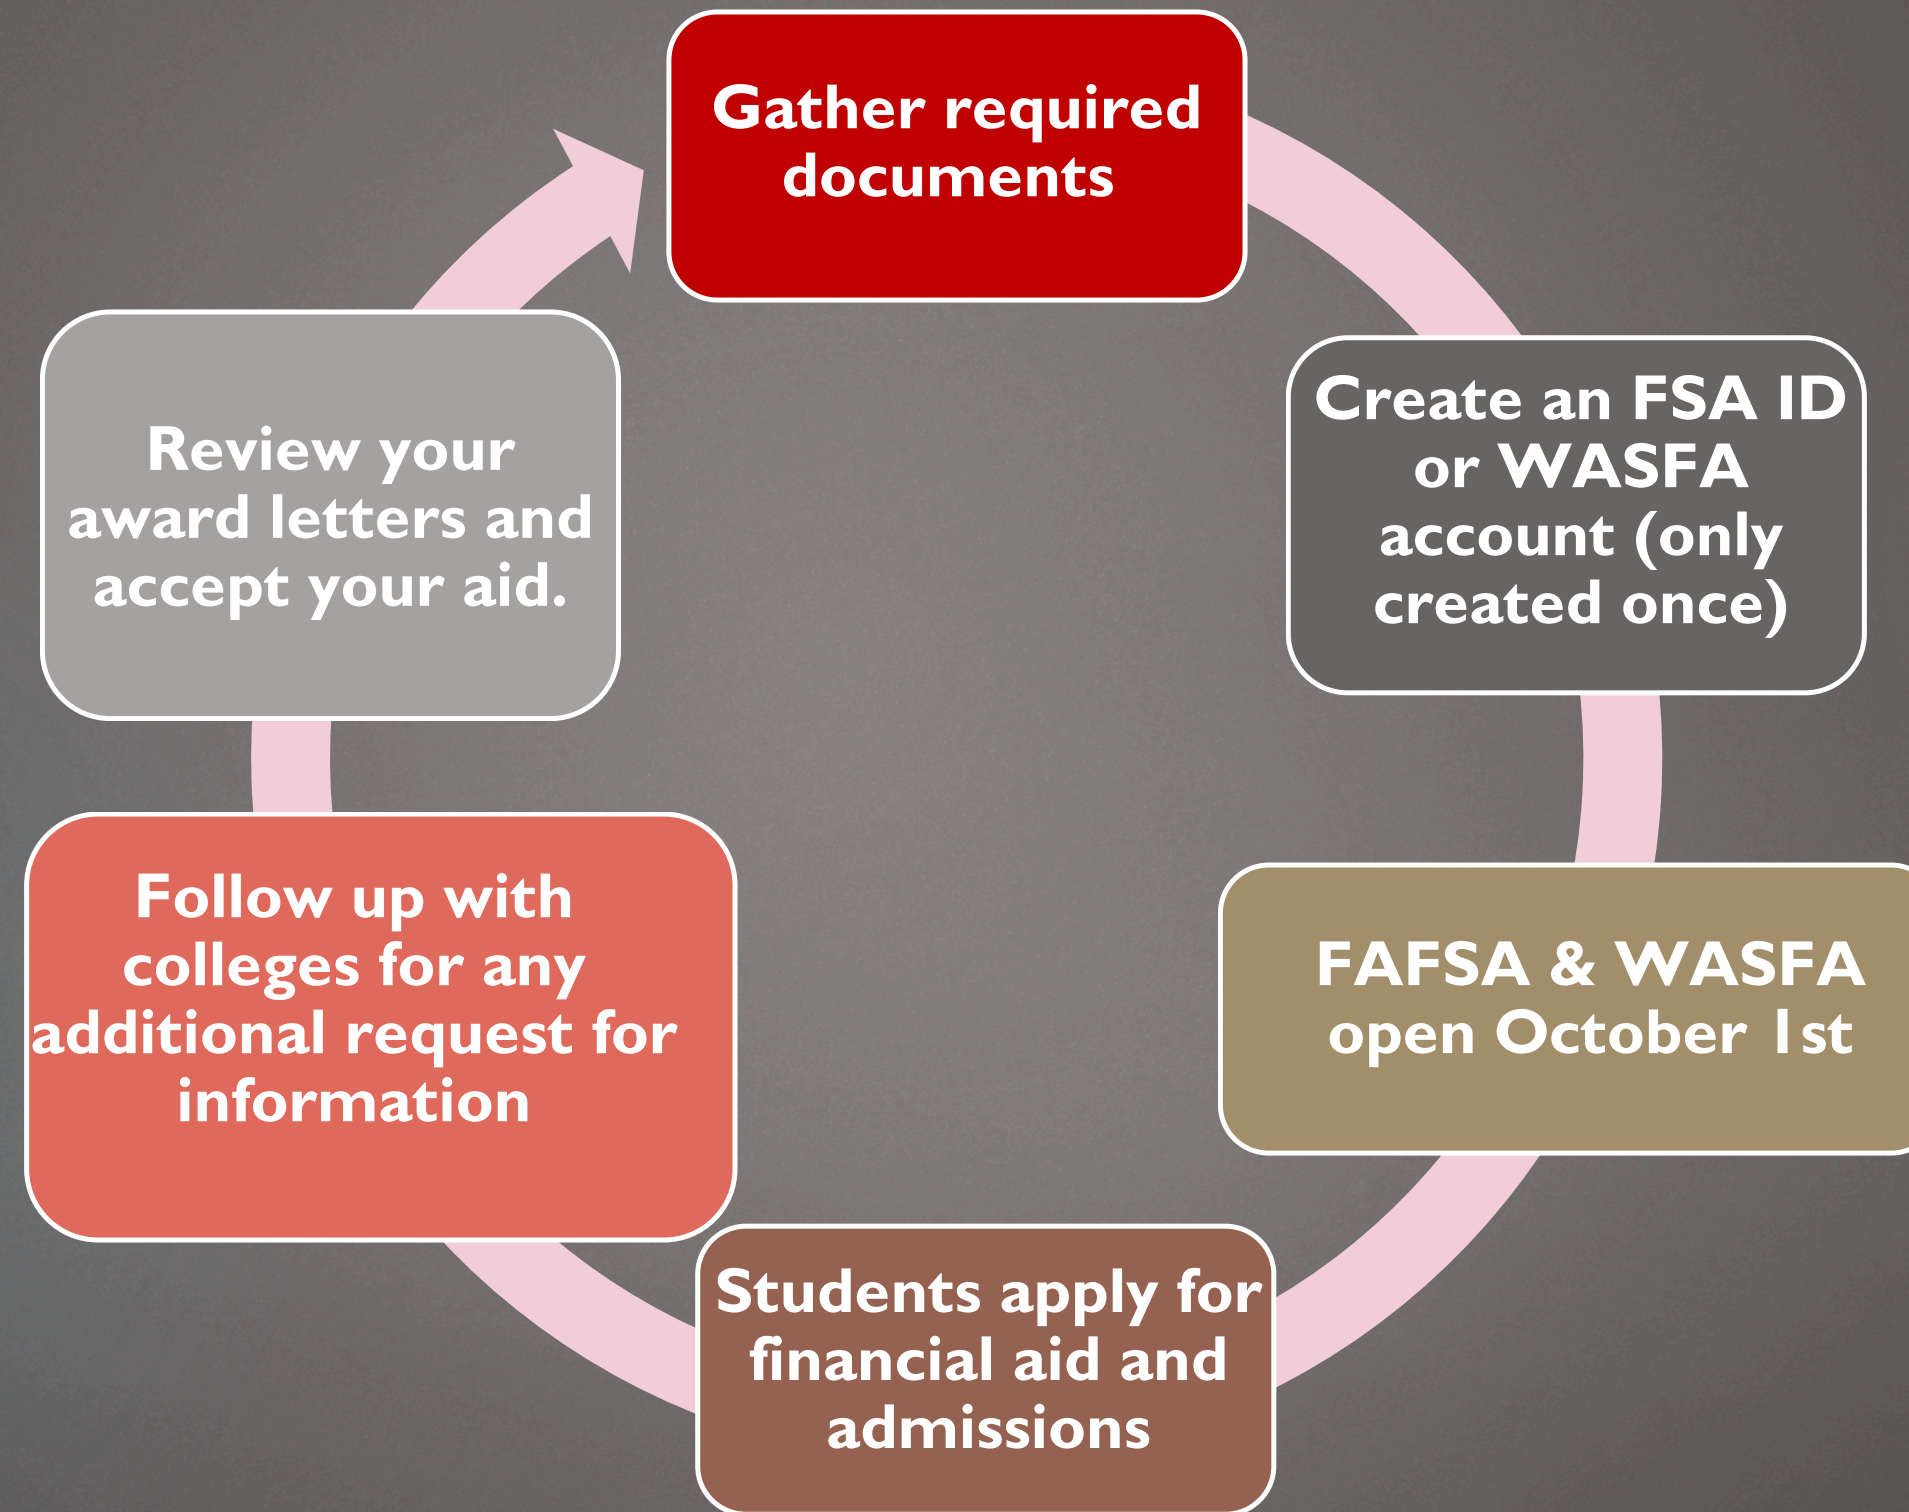 Gather required
documents
Create an FSA ID
or WASFA
account (only
created once)
FAFSA & WASFA
open October 1st
Students apply for
financial aid and
admissions
Follow up with
colleges for any
additional request for
information
Review your
award letters and
accept your aid.